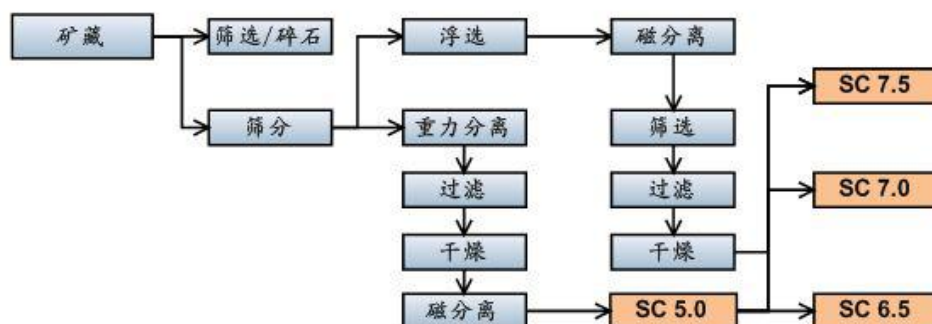 矿藏
筛选/碎石
浮选
磁分离
SC 7.5
筛分
重力分离
筛选
过滤
过滤
SC 7.0
干燥
干燥
磁分离
SC 5.0
SC 6.5